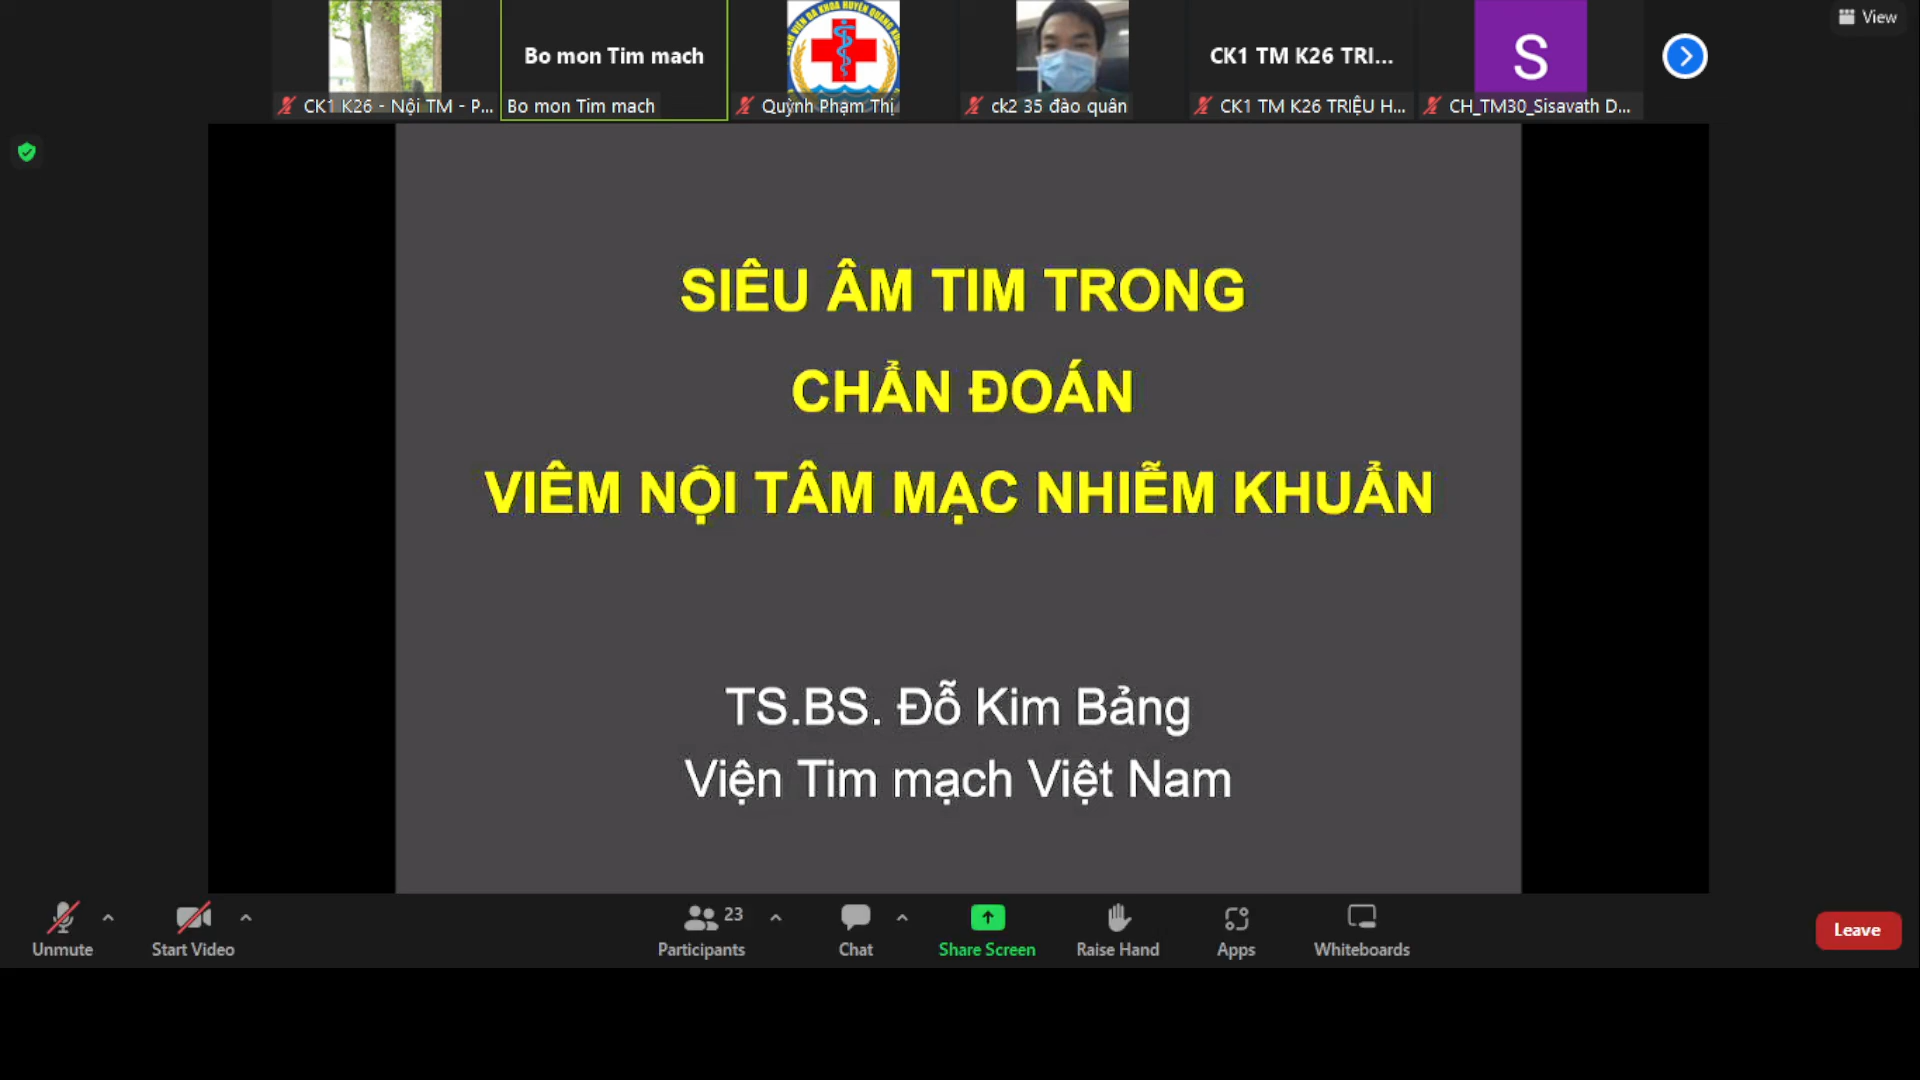 View
Bo mon Tim mach
CK1 TM K26 TRI...
S
CK1 K26 - Nội TM - P...
Bo mon Tim mach
Quỳnh Phạm Thị
ck2 35 đào quân
CK1 TM K26 TRIỆU H...
CH_TM30_Sisavath D...
SIÊU ÂM TIM TRONG
CHẨN ĐOÁN
VIÊM NỘI TÂM MẠC NHIỄM KHUẨN
TS.BS. Đỗ Kim Bảng
Viện Tim mạch Việt Nam
23
Unmute
Start Video
Participants
Chat
Share Screen
Raise Hand
Apps
Whiteboards
Leave